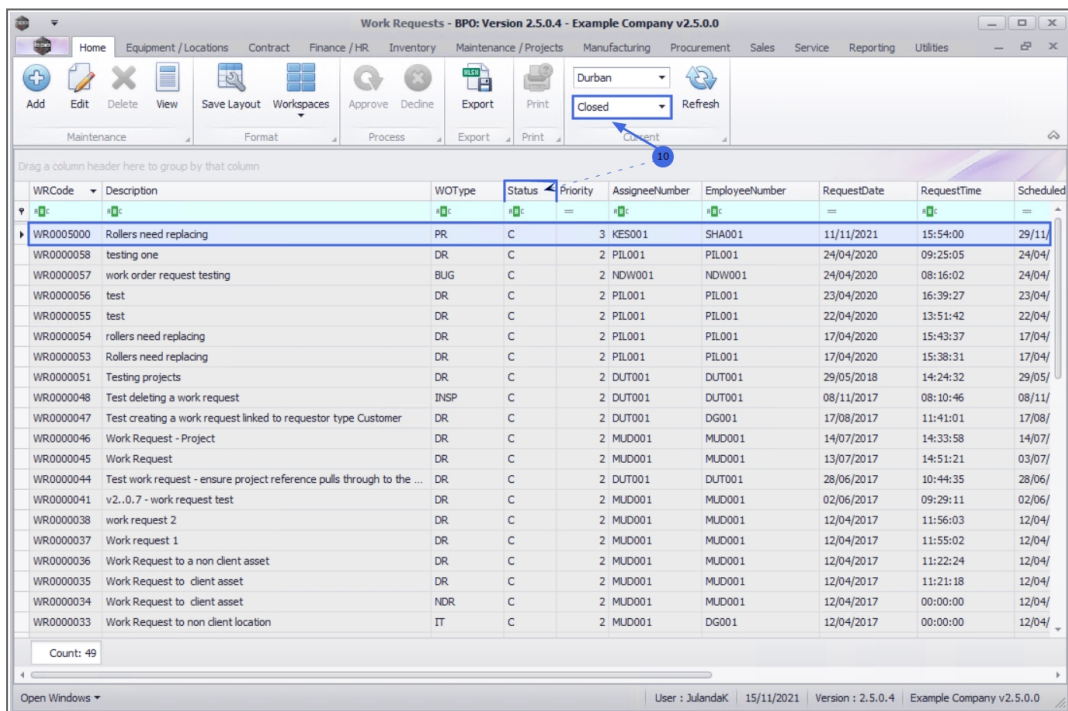 Work Requests - BPO: Version 2.5.0.4 - Example Company v2.5.0.0
Home Equipment / Locations Contract Finance / HR Inventory Maintenance / Projects Manufacturing Procurement Sales Service Reporting Utilities
Durban
Closed
Add Edit Delete View Save Layout Workspaces Approve Decline Export Print Refresh
Maintenance Format Process Export Print Current
10
Drag a column header here to group by that column
WRCode Description WOType Status Priority AssigneeNumber EmployeeNumber RequestDate RequestTime Scheduled
WR0005000 Rollers need replacing PR C 3 KES001 SHA001 11/11/2021 15:54:00 29/11/
WR0000058 testing one DR C 2 PIL001 PIL001 24/04/2020 09:25:05 24/04/
WR0000057 work order request testing BUG C 2 NDW001 NDW001 24/04/2020 08:16:02 24/04/
WR0000056 test DR C 2 PIL001 PIL001 23/04/2020 16:39:27 23/04/
WR0000055 test DR C 2 PIL001 PIL001 22/04/2020 13:51:42 22/04/
WR0000054 rollers need replacing DR C 2 PIL001 PIL001 17/04/2020 15:43:37 17/04/
WR0000053 Rollers need replacing DR C 2 PIL001 PIL001 17/04/2020 15:38:31 17/04/
WR0000051 Testing projects DR C 2 DUT001 DUT001 29/05/2018 14:24:32 29/05/
WR0000048 Test deleting a work request INSP C 2 DUT001 DUT001 08/11/2017 08:10:46 08/11/
WR0000047 Test creating a work request linked to requestor type Customer DR C 2 DUT001 DG001 17/08/2017 11:41:01 17/08/
WR0000046 Work Request - Project DR C 2 MUD001 MUD001 14/07/2017 14:33:58 14/07/
WR0000045 Work Request DR C 2 MUD001 MUD001 13/07/2017 14:51:21 03/07/
WR0000044 Test work request - ensure project reference pulls through to the ... DR C 2 DUT001 DUT001 28/06/2017 10:44:35 28/06/
WR0000041 v2..0.7 - work request test DR C 2 MUD001 MUD001 02/06/2017 09:29:11 02/06/
WR0000038 work request 2 DR C 2 MUD001 MUD001 12/04/2017 11:56:03 12/04/
WR0000037 Work request 1 DR C 2 MUD001 MUD001 12/04/2017 11:55:02 12/04/
WR0000036 Work Request to a non client asset DR C 2 MUD001 MUD001 12/04/2017 11:22:24 12/04/
WR0000035 Work Request to client asset DR C 2 MUD001 MUD001 12/04/2017 11:21:18 12/04/
WR0000034 Work Request to client asset NDR C 2 MUD001 MUD001 12/04/2017 00:00:00 12/04/
WR0000033 Work Request to non client location IT C 2 MUD001 DG001 12/04/2017 00:00:00 12/04/
Count: 49
Open Windows User : JulandaK 15/11/2021 Version : 2.5.0.4 Example Company v2.5.0.0